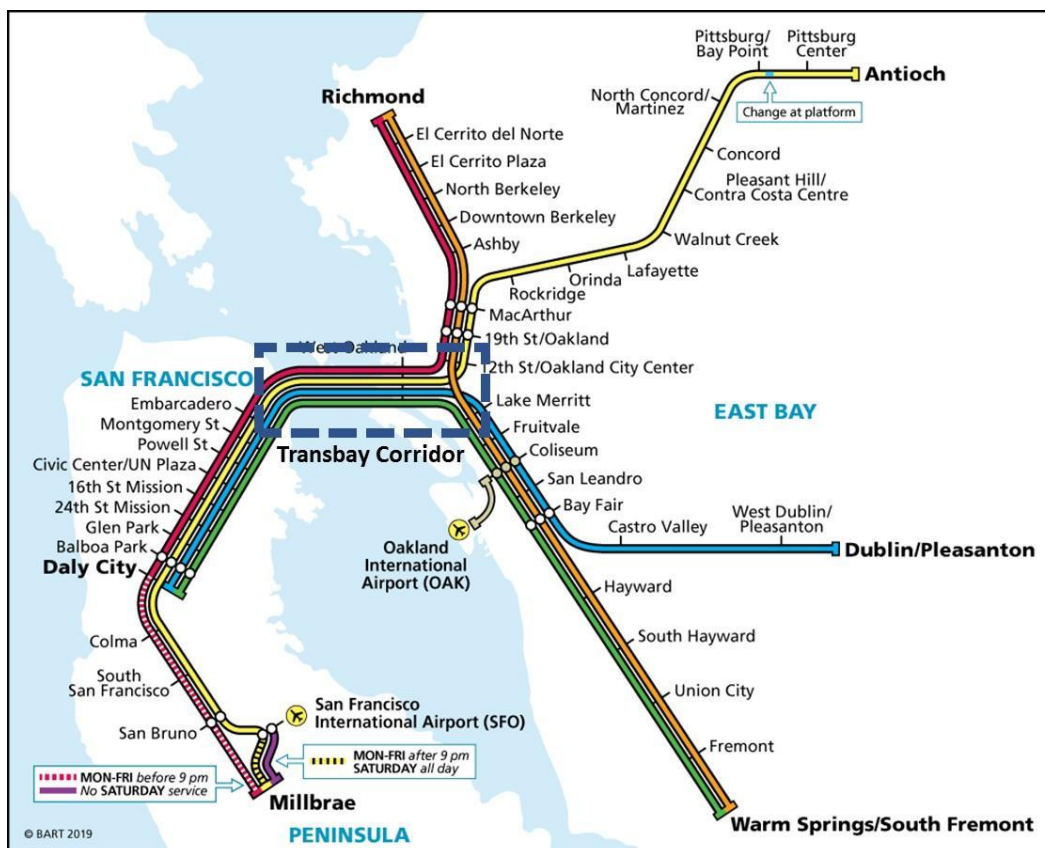 Pittsburg/
Bay Point
Pittsburg
Center
Antioch
Richmond
North Concord/
Martinez
Change at platform
El Cerrito del Norte
El Cerrito Plaza
North Berkeley
Downtown Berkeley
Ashby
Concord
Pleasant Hill/
Contra Costa Centre
Walnut Creek
Lafayette
Orinda
Rockridge
MacArthur
19th St/Oakland
West Oakland
12th St/Oakland City Center
SAN FRANCISCO
Embarcadero
Montgomery St
Powell St
Civic Center/UN Plaza
16th St Mission
24th St Mission
Glen Park
Balboa Park
Daly City
Transbay Corridor
Lake Merritt
Fruitvale
Coliseum
San Leandro
Bay Fair
EAST BAY
Castro Valley
West Dublin/
Pleasanton
Dublin/Pleasanton
Oakland
International
Airport (OAK)
Hayward
South Hayward
Union City
Fremont
Warm Springs/South Fremont
Colma
South
San Francisco
San Bruno
San Francisco
International Airport (SFO)
MON-FRI before 9 pm
No SATURDAY service
MON-FRI after 9 pm
SATURDAY all day
Millbrae
PENINSULA
© BART 2019